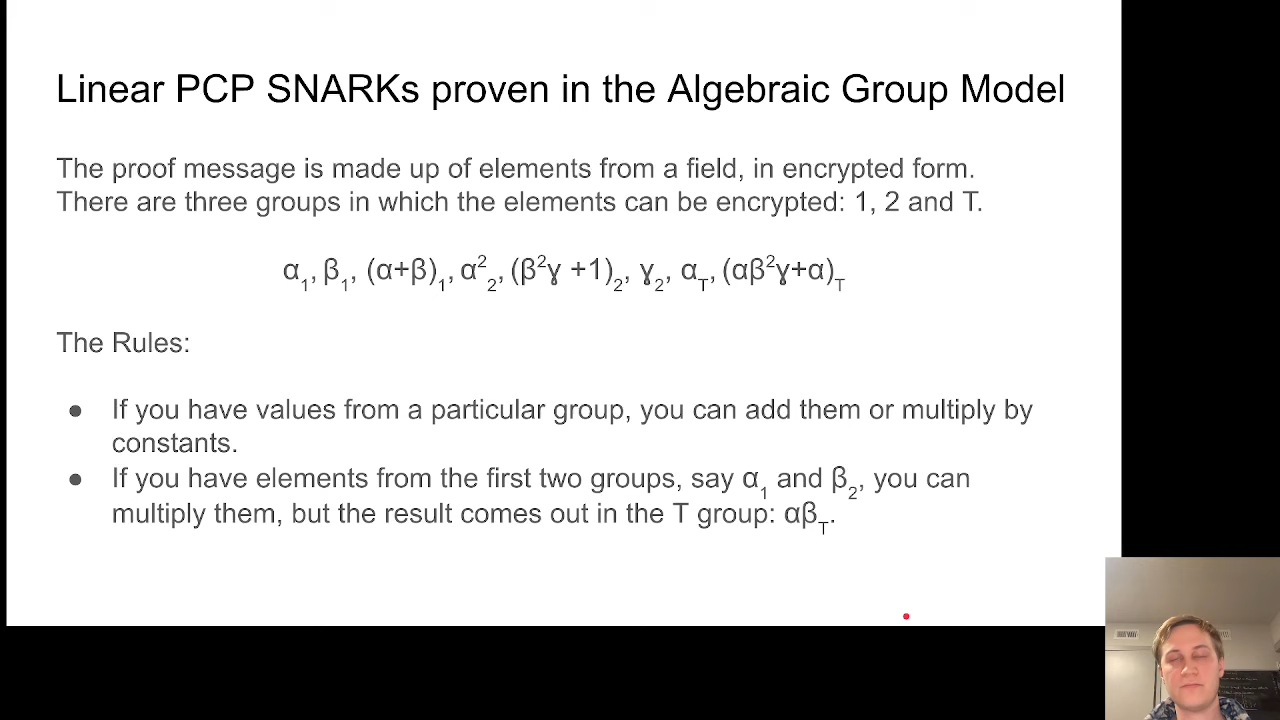 Linear PCP SNARKs proven in the Algebraic Group Model
The proof message is made up of elements from a field, in encrypted form.
There are three groups in which the elements can be encrypted: 1, 2 and T.
α₁, β₁, (α+β)₁, α²₂, (β²ɣ +1)₂, ɣ₂, α_T, (αβ²ɣ+α)_T
The Rules:
● If you have values from a particular group, you can add them or multiply by
constants.
● If you have elements from the first two groups, say α₁ and β₂, you can
multiply them, but the result comes out in the T group: αβ_T.